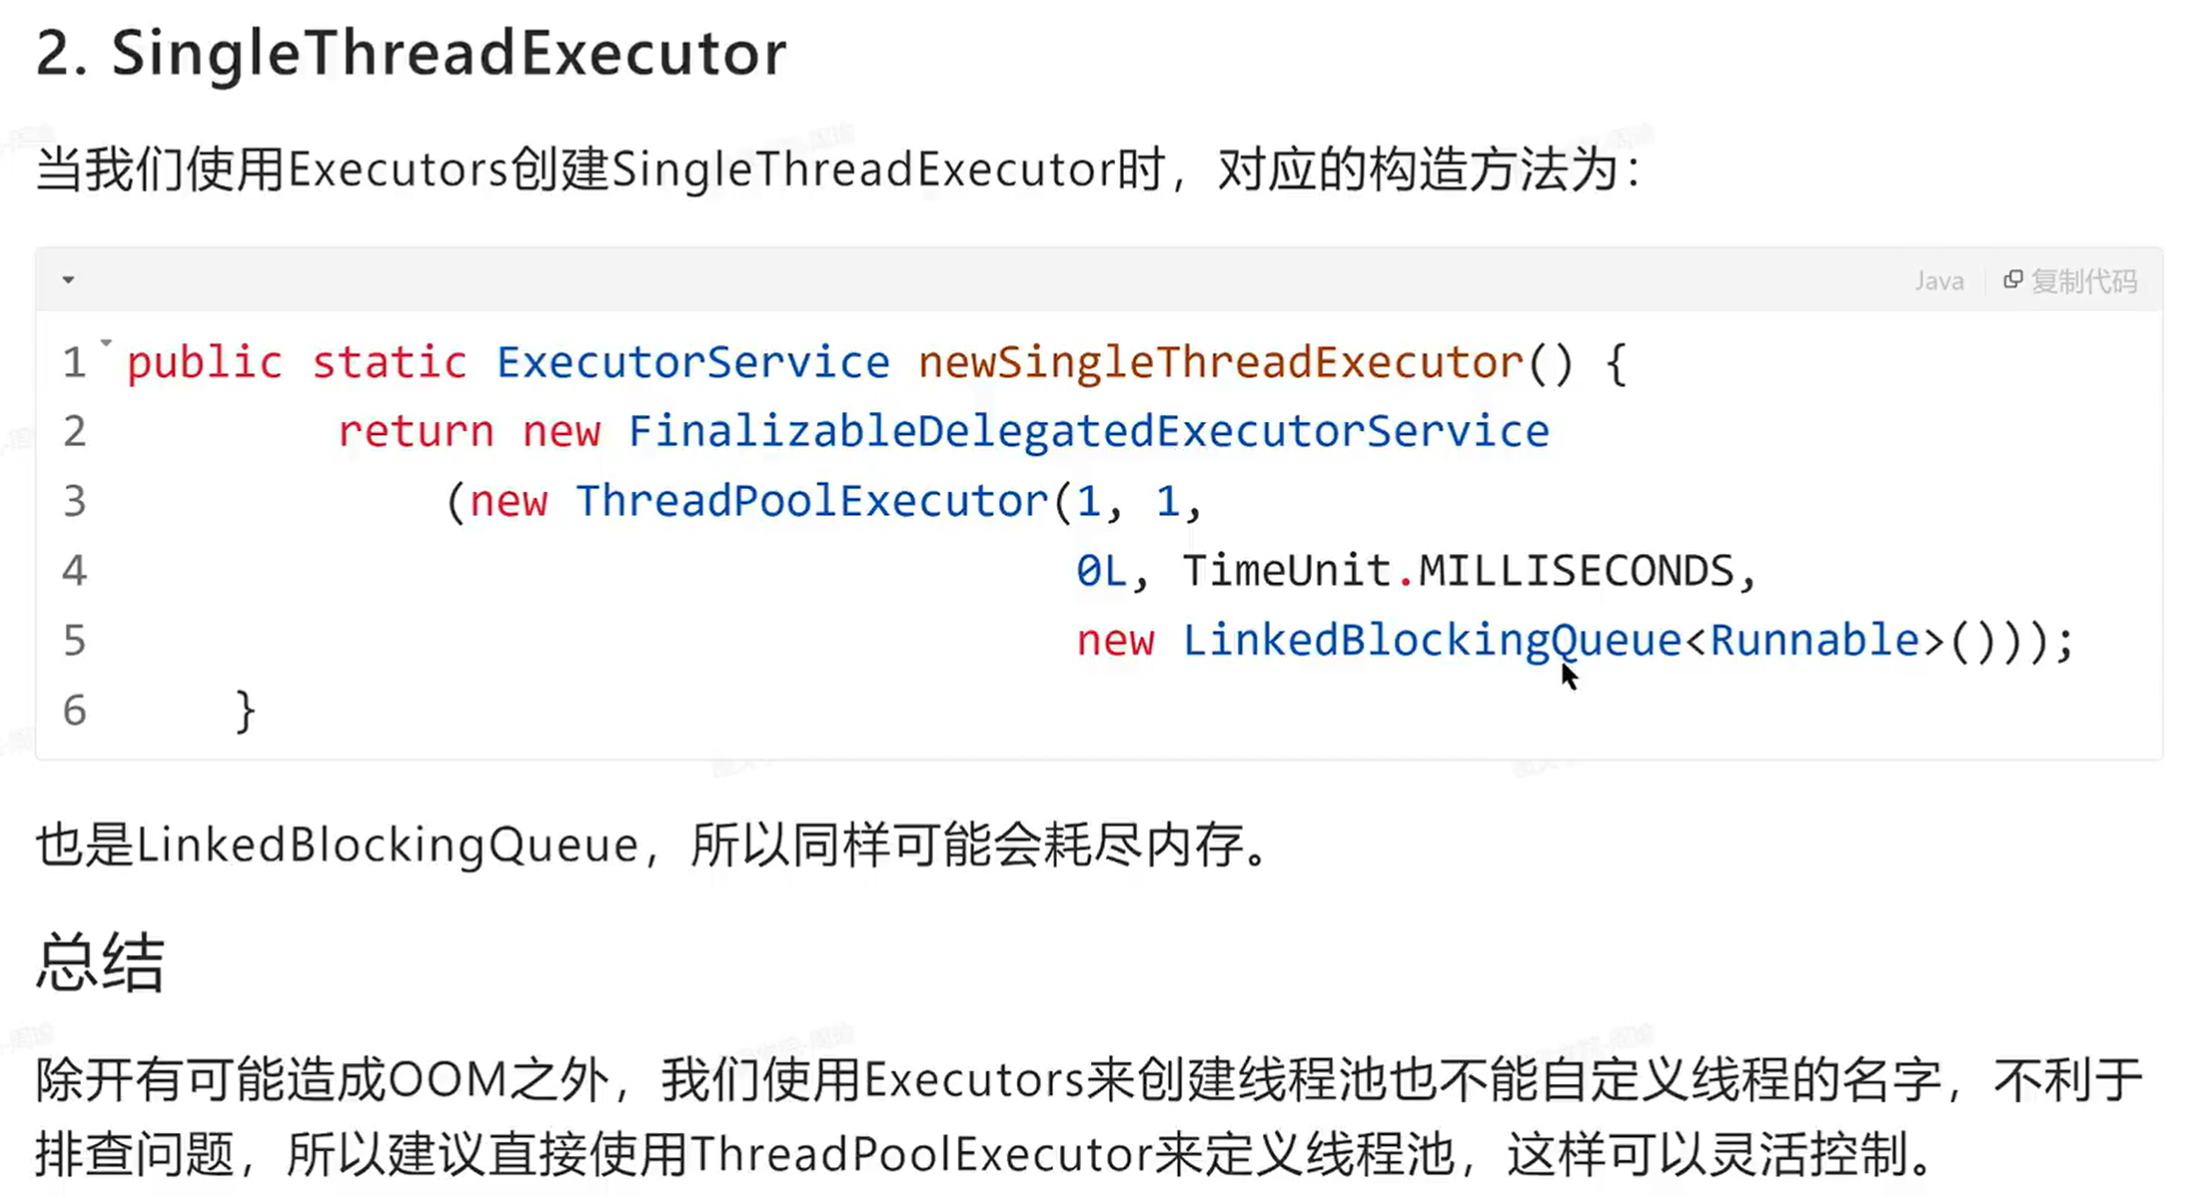 2. SingleThreadExecutor
当我们使用Executors创建SingleThreadExecutor时，对应的构造方法为：
Java 复制代码
1 public static ExecutorService newSingleThreadExecutor() {
2 return new FinalizableDelegatedExecutorService
3 (new ThreadPoolExecutor(1, 1,
4 0L, TimeUnit.MILLISECONDS,
5 new LinkedBlockingQueue<Runnable>()));
6 }
也是LinkedBlockingQueue，所以同样可能会耗尽内存。
总结
除开有可能造成OOM之外，我们使用Executors来创建线程池也不能自定义线程的名字，不利于
排查问题，所以建议直接使用ThreadPoolExecutor来定义线程池，这样可以灵活控制。